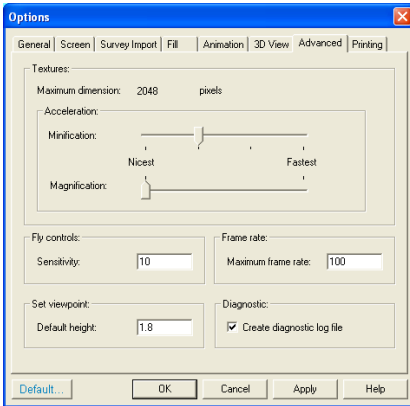 Options
General Screen Survey Import Fill Animation 3D View Advanced Printing
Textures:
Maximum dimension: 2048 pixels
Acceleration:
Minification:
Nicest Fastest
Magnification:
Fly controls: Frame rate:
Sensitivity: 10 Maximum frame rate: 100
Set viewpoint: Diagnostic:
Default height: 1.8 Create diagnostic log file
Default... OK Cancel Apply Help